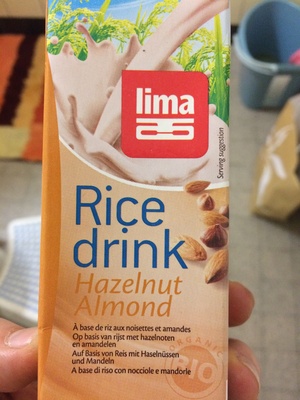 lima
Serving suggestion
Rice
drink
Hazelnut
Almond
À base de riz aux noisettes et amandes
Op basis van rijst met hazelnoten
en amandelen
Auf Basis von Reis mit Haselnüssen
und Mandeln
A base di riso con nocciole e mandorle
ORGANIC
BIO